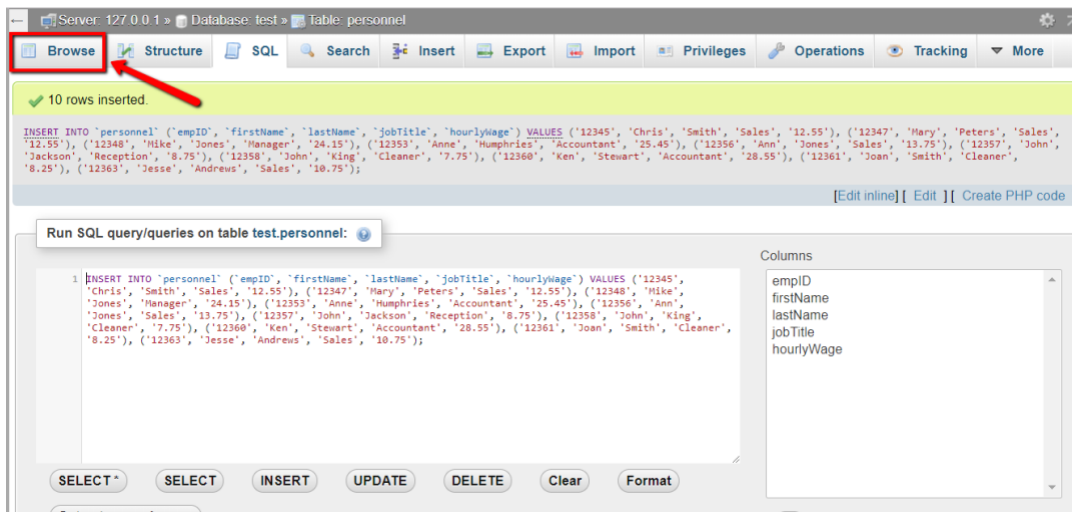 Server: 127.0.0.1 » Database: test » Table: personnel
Browse Structure SQL Search Insert Export Import Privileges Operations Tracking More
10 rows inserted.
INSERT INTO `personnel` (`empID`, `firstName`, `lastName`, `jobTitle`, `hourlyWage`) VALUES ('12345', 'Chris', 'Smith', 'Sales', '12.55'), ('12347', 'Mary', 'Peters', 'Sales',
'12.55'), ('12348', 'Mike', 'Jones', 'Manager', '24.15'), ('12353', 'Anne', 'Humphries', 'Accountant', '25.45'), ('12356', 'Ann', 'Jones', 'Sales', '13.75'), ('12357', 'John',
'Jackson', 'Reception', '8.75'), ('12358', 'John', 'King', 'Cleaner', '7.75'), ('12360', 'Ken', 'Stewart', 'Accountant', '28.55'), ('12361', 'Joan', 'Smith', 'Cleaner',
'8.25'), ('12363', 'Jesse', 'Andrews', 'Sales', '10.75');
[Edit inline] [ Edit ] [ Create PHP code
Run SQL query/queries on table test.personnel:
Columns
1 INSERT INTO `personnel` (`empID`, `firstName`, `lastName`, `jobTitle`, `hourlyWage`) VALUES ('12345',
'Chris', 'Smith', 'Sales', '12.55'), ('12347', 'Mary', 'Peters', 'Sales', '12.55'), ('12348', 'Mike',
'Jones', 'Manager', '24.15'), ('12353', 'Anne', 'Humphries', 'Accountant', '25.45'), ('12356', 'Ann',
'Jones', 'Sales', '13.75'), ('12357', 'John', 'Jackson', 'Reception', '8.75'), ('12358', 'John', 'King',
'Cleaner', '7.75'), ('12360', 'Ken', 'Stewart', 'Accountant', '28.55'), ('12361', 'Joan', 'Smith', 'Cleaner',
'8.25'), ('12363', 'Jesse', 'Andrews', 'Sales', '10.75');
empID
firstName
lastName
jobTitle
hourlyWage
SELECT * SELECT INSERT UPDATE DELETE Clear Format